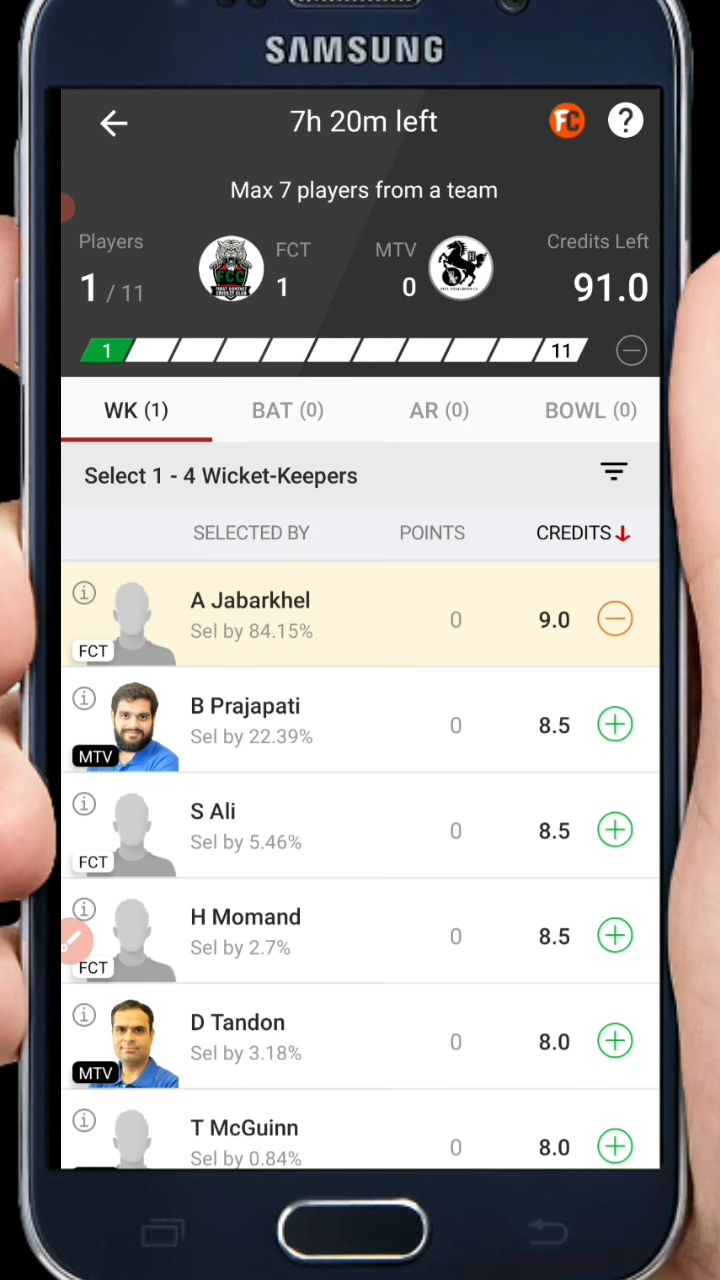 SAMSUNG
7h 20m left
FC
?
Max 7 players from a team
Players
FCT
MTV
Credits Left
1 / 11
1
0
91.0
1
11
WK (1)
BAT (0)
AR (0)
BOWL (0)
Select 1 - 4 Wicket-Keepers
SELECTED BY
POINTS
CREDITS
A Jabarkhel
Sel by 84.15%
0
9.0
FCT
B Prajapati
Sel by 22.39%
0
8.5
MTV
S Ali
Sel by 5.46%
0
8.5
FCT
H Momand
Sel by 2.7%
0
8.5
FCT
D Tandon
Sel by 3.18%
0
8.0
MTV
T McGuinn
Sel by 0.84%
0
8.0